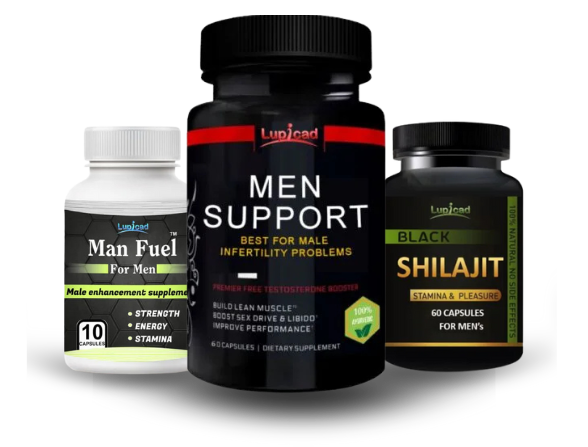 Lupicad
TM
Man Fuel
For Men
Male enhancement suppleme
• STRENGTH
• ENERGY
• STAMINA
10
CAPSULES
Lupicad
MEN
SUPPORT
BEST FOR MALE
INFERTILITY PROBLEMS
PREMIER FREE TESTOSTERONE BOOSTER
BUILD LEAN MUSCLE
BOOST SEX DRIVE & LIBIDO
IMPROVE PERFORMANCE
100%
60 CAPSULES | DIETARY SUPPLEMENT
Lupicad
BLACK
SHILAJIT
STAMINA & PLEASURE
60 CAPSULES
FOR MEN's
100% NATURAL NO SIDE EFFECTS